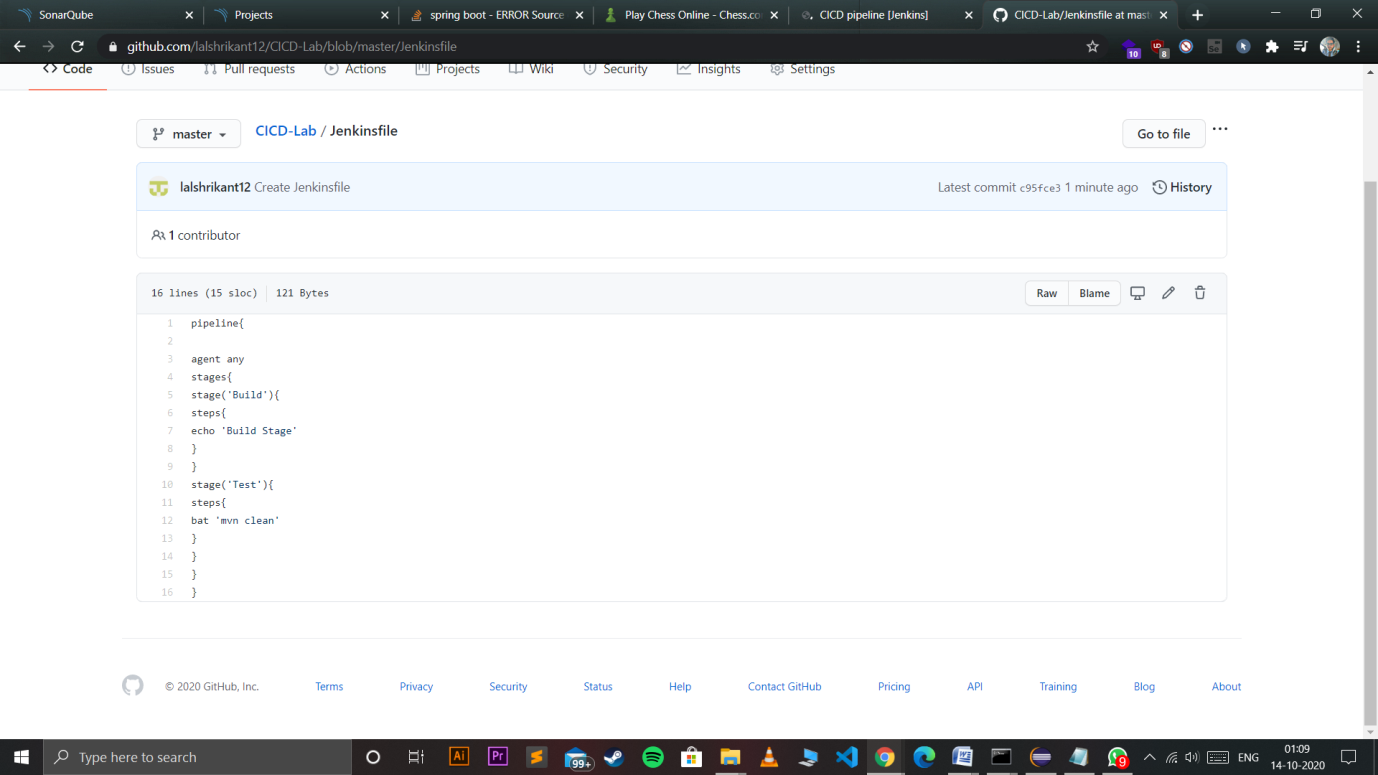 SonarQube
Projects
spring boot - ERROR Source
Play Chess Online - Chess.co
CICD pipeline [Jenkins]
CICD-Lab/Jenkinsfile at mast
github.com/lalshrikant12/CICD-Lab/blob/master/Jenkinsfile
10
8
Code
Issues
Pull requests
Actions
Projects
Wiki
Security
Insights
Settings
master
CICD-Lab / Jenkinsfile
Go to file
lalshrikant12 Create Jenkinsfile
Latest commit c95fce3 1 minute ago
History
1 contributor
16 lines (15 sloc) 121 Bytes
Raw
Blame
1 pipeline{
2
3 agent any
4 stages{
5 stage('Build'){
6 steps{
7 echo 'Build Stage'
8 }
9 }
10 stage('Test'){
11 steps{
12 bat 'mvn clean'
13 }
14 }
15 }
16 }
© 2020 GitHub, Inc.
Terms
Privacy
Security
Status
Help
Contact GitHub
Pricing
API
Training
Blog
About
Type here to search
Ai
Pr
99+
9
ENG
01:09
14-10-2020